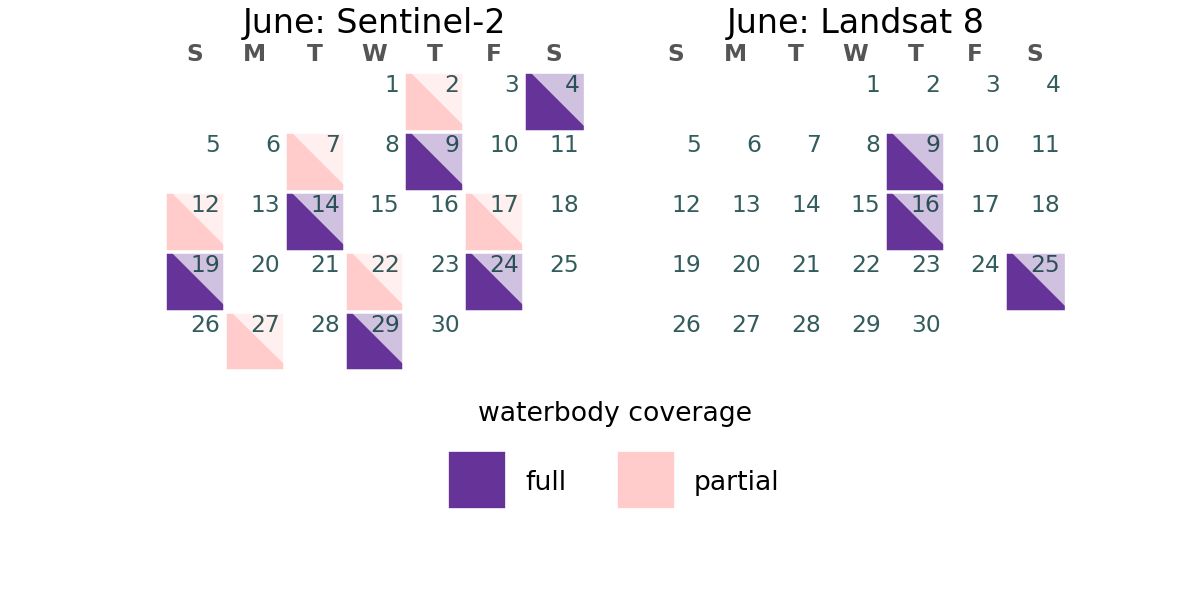 June: Sentinel-2
S M T W T F S
1 2 3 4
5 6 7 8 9 10 11
12 13 14 15 16 17 18
19 20 21 22 23 24 25
26 27 28 29 30
June: Landsat 8
S M T W T F S
1 2 3 4
5 6 7 8 9 10 11
12 13 14 15 16 17 18
19 20 21 22 23 24 25
26 27 28 29 30
waterbody coverage
full partial